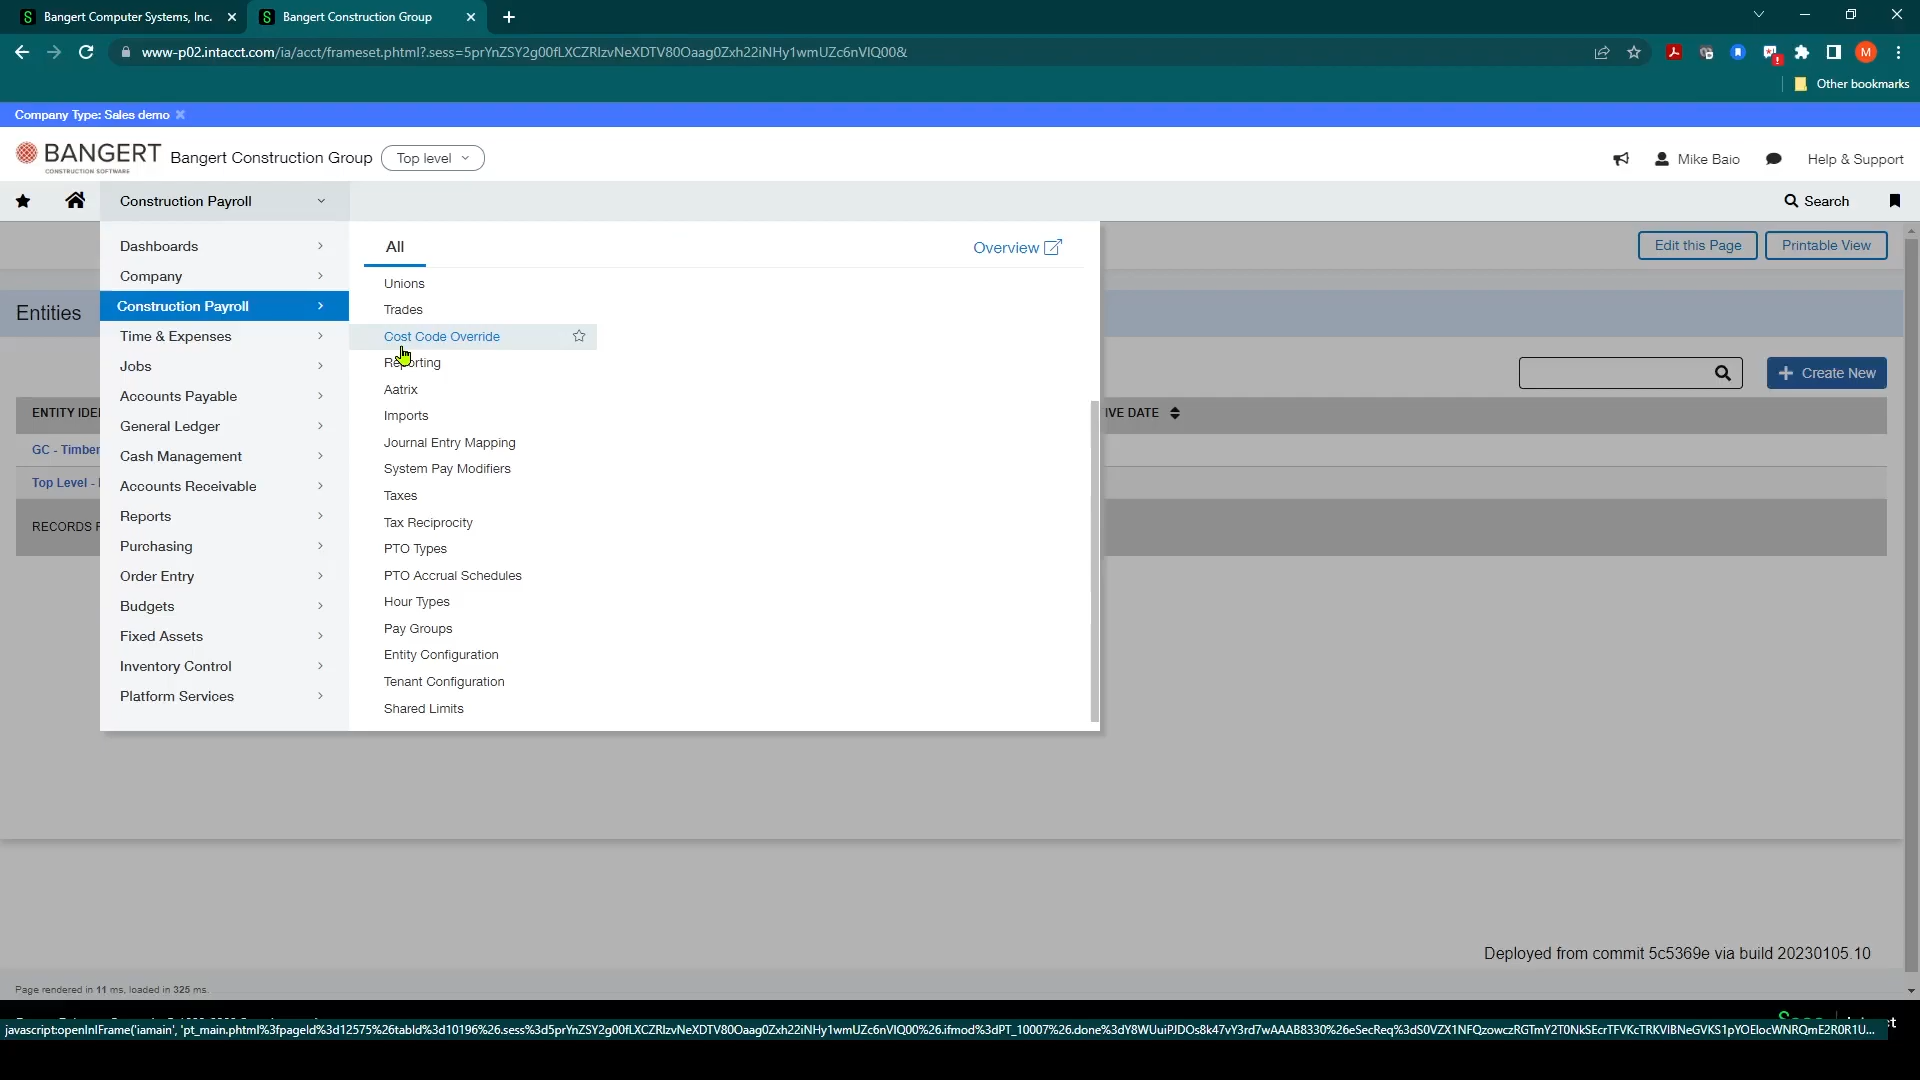 Bangert Computer Systems, Inc.
Bangert Construction Group
www-p02.intacct.com/ia/acct/frameset.phtml?.sess=5prYnZSY2g00fLXCZRIzvNeXDTV80Oaag0Zxh22iNHy1wmUZc6nVIQ00&
M
Other bookmarks
Company Type: Sales demo
BANGERT
CONSTRUCTION SOFTWARE
Bangert Construction Group
Top level
Mike Baio
Help & Support
Construction Payroll
Search
Dashboards
Company
Construction Payroll
Time & Expenses
Jobs
Accounts Payable
General Ledger
Cash Management
Accounts Receivable
Reports
Purchasing
Order Entry
Budgets
Fixed Assets
Inventory Control
Platform Services
All
Overview
Unions
Trades
Cost Code Override
Reporting
Aatrix
Imports
Journal Entry Mapping
System Pay Modifiers
Taxes
Tax Reciprocity
PTO Types
PTO Accrual Schedules
Hour Types
Pay Groups
Entity Configuration
Tenant Configuration
Shared Limits
Edit this Page
Printable View
Entities
Create New
ENTITY IDE
IVE DATE
GC - Timber
Top Level -
RECORDS F
Deployed from commit 5c5369e via build 20230105.10
Page rendered in 11 ms, loaded in 325 ms.